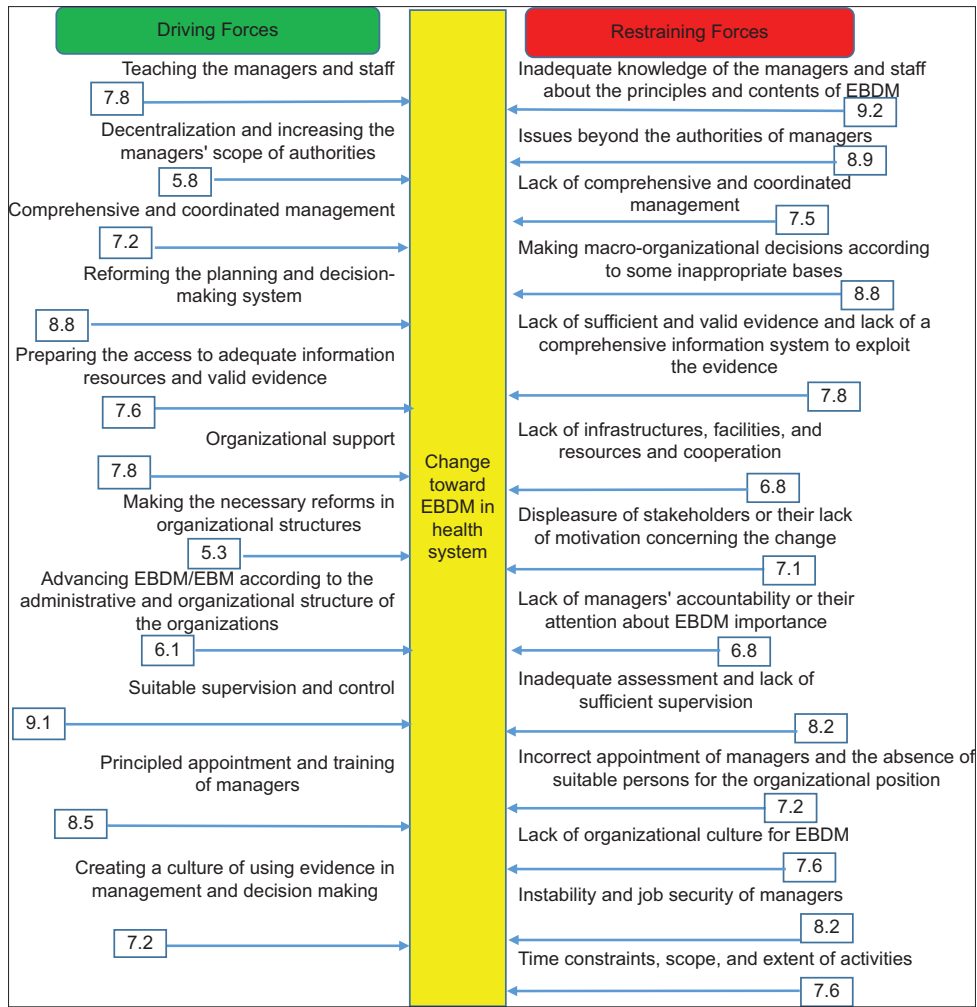 Driving Forces
Teaching the managers and staff
7.8
Decentralization and increasing the
managers' scope of authorities
5.8
Comprehensive and coordinated management
7.2
Reforming the planning and decision-
making system
8.8
Preparing the access to adequate information
resources and valid evidence
7.6
Organizational support
7.8
Making the necessary reforms in
organizational structures
5.3
Advancing EBDM/EBM according to the
administrative and organizational structure of
the organizations
6.1
Suitable supervision and control
9.1
Principled appointment and training
of managers
8.5
Creating a culture of using evidence in
management and decision making
7.2
Change
toward
EBDM in
health
system
Restraining Forces
Inadequate knowledge of the managers and staff
about the principles and contents of EBDM
9.2
Issues beyond the authorities of managers
8.9
Lack of comprehensive and coordinated
management
7.5
Making macro-organizational decisions according
to some inappropriate bases
8.8
Lack of sufficient and valid evidence and lack of a
comprehensive information system to exploit
the evidence
7.8
Lack of infrastructures, facilities, and
resources and cooperation
6.8
Displeasure of stakeholders or their lack
of motivation concerning the change
7.1
Lack of managers' accountability or their
attention about EBDM importance
6.8
Inadequate assessment and lack of
sufficient supervision
8.2
Incorrect appointment of managers and the absence of
suitable persons for the organizational position
7.2
Lack of organizational culture for EBDM
7.6
Instability and job security of managers
8.2
Time constraints, scope, and extent of activities
7.6